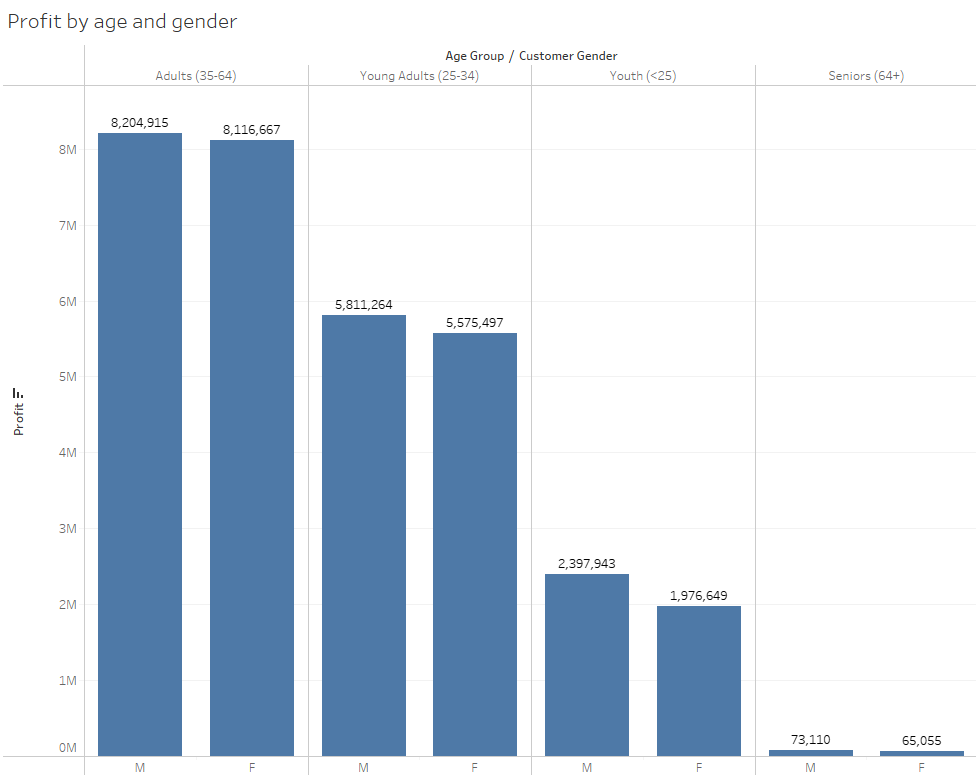 Profit by age and gender
Age Group / Customer Gender
Adults (35-64) Young Adults (25-34) Youth (<25) Seniors (64+)
8,204,915 8,116,667 5,811,264 5,575,497 2,397,943 1,976,649 73,110 65,055
8M
7M
6M
5M
4M
3M
2M
1M
0M
Profit
M F M F M F M F